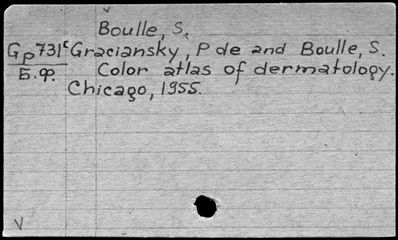 Boulle, S.
Gp731c Graciansky, P de and Boulle, S.
Б.ф. Color atlas of dermatology.
Chicago, 1955.
V